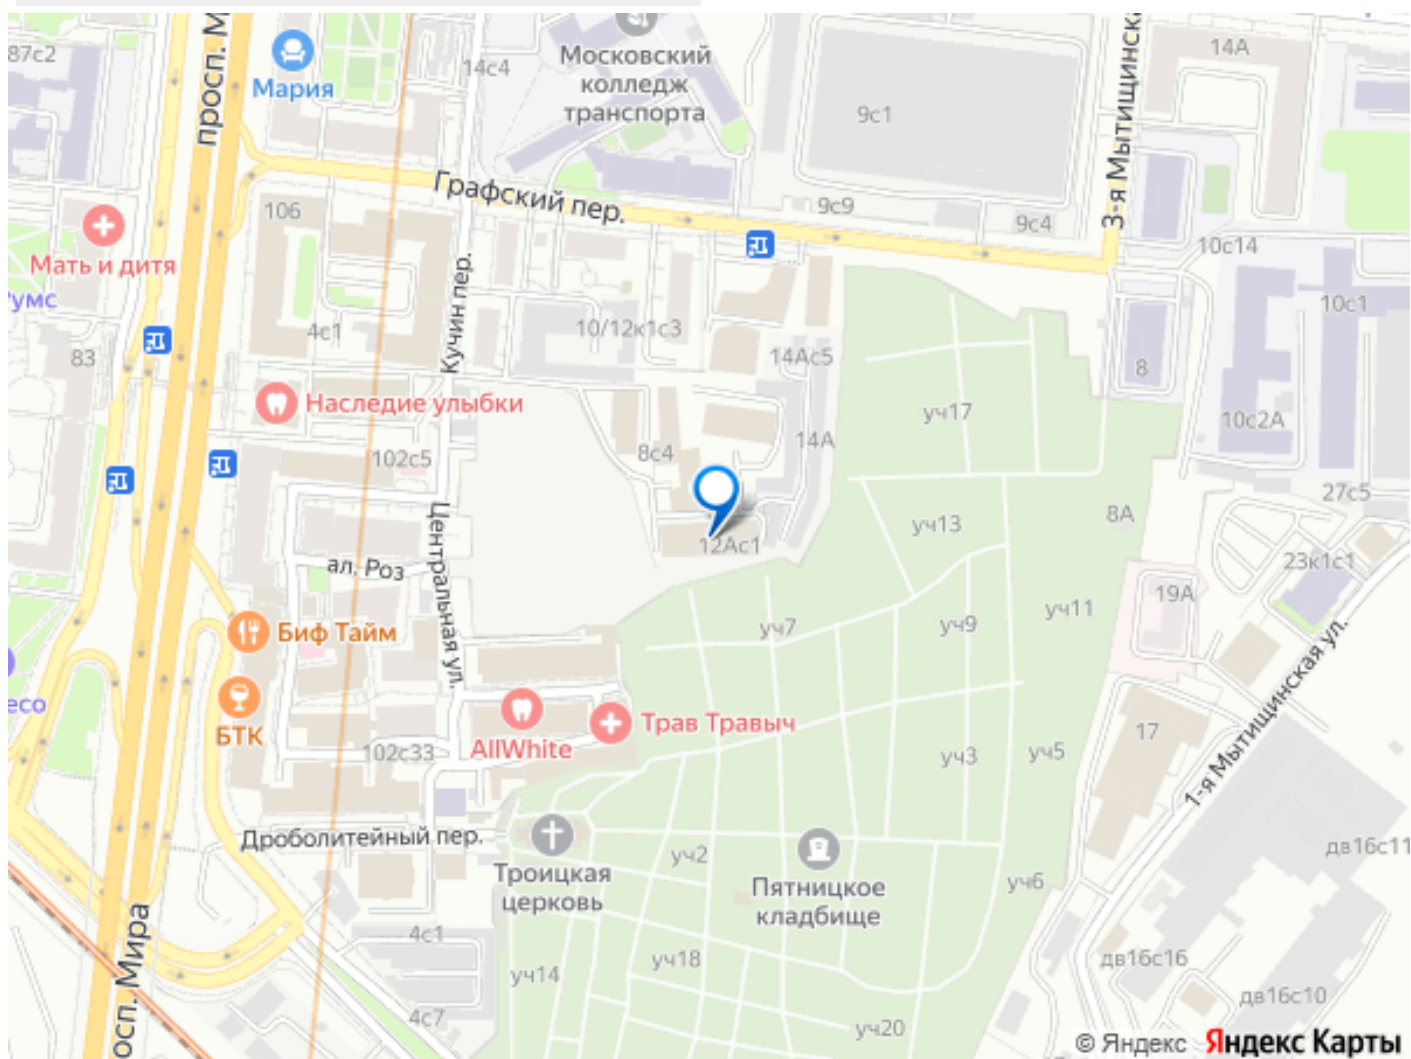 87с2
просп. М
Мария
14с4
Московский
колледж
транспорта
9с1
3-я Мытищинска
14А
Графский пер.
106
9с9
9с4
10с14
Мать и дитя
умс
Кучин пер.
4с1
10/12к1с3
14Ас5
10с1
83
8
Наследие улыбки
уч17
10с2А
102с5
8с4
14А
27с5
Центральная ул.
12Ас1
уч13
8А
23к1с1
ал. Роз
19А
уч7
уч9
уч11
Биф Тайм
1-я Мытищинская ул.
есо
БТК
AllWhite
Трав Травыч
17
102с33
уч3
уч5
Дроболитейный пер.
Троицкая
церковь
уч2
Пятницкое
кладбище
уч6
дв16с11
осп. Мира
4с1
уч14
уч18
дв16с16
дв16с10
4с7
уч20
© Яндекс Яндекс Карты